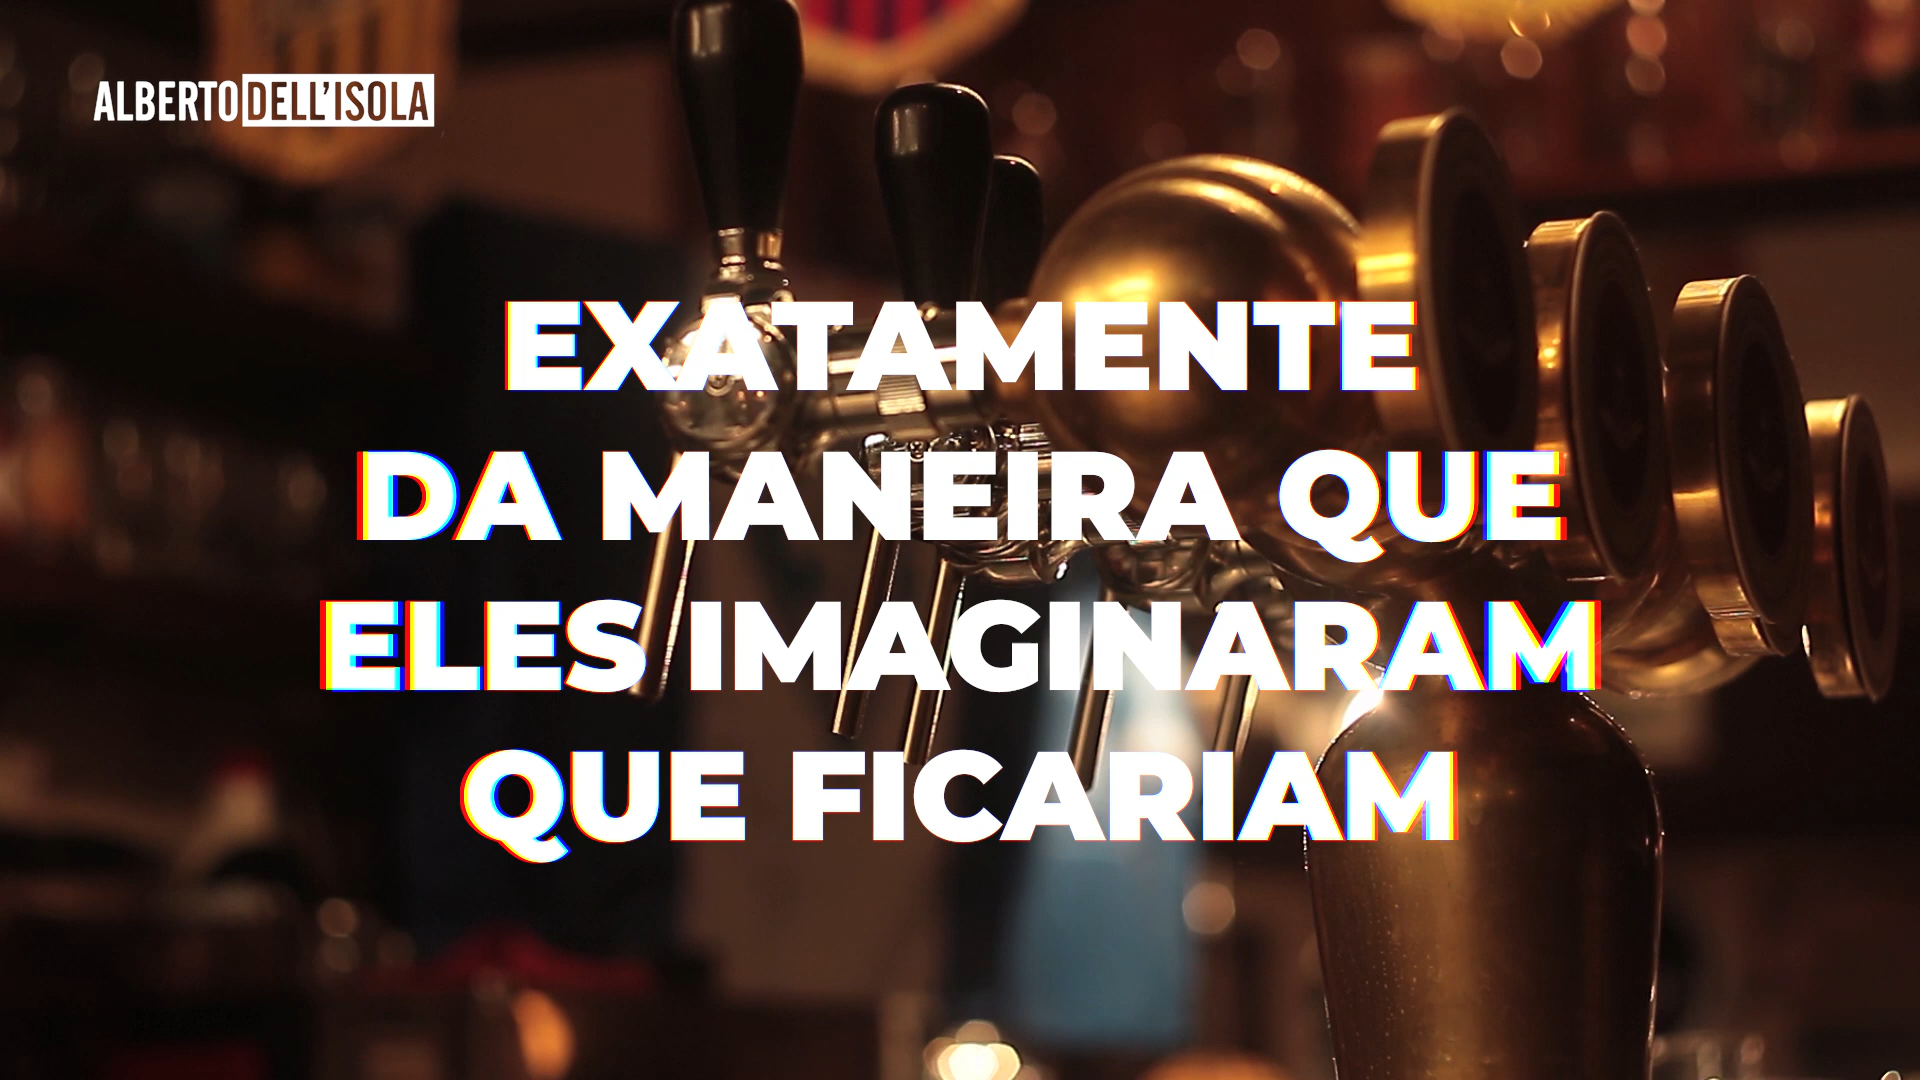 ALBERTO DELL'ISOLA
EXATAMENTE
DA MANEIRA QUE
ELES IMAGINARAM
QUE FICARIAM